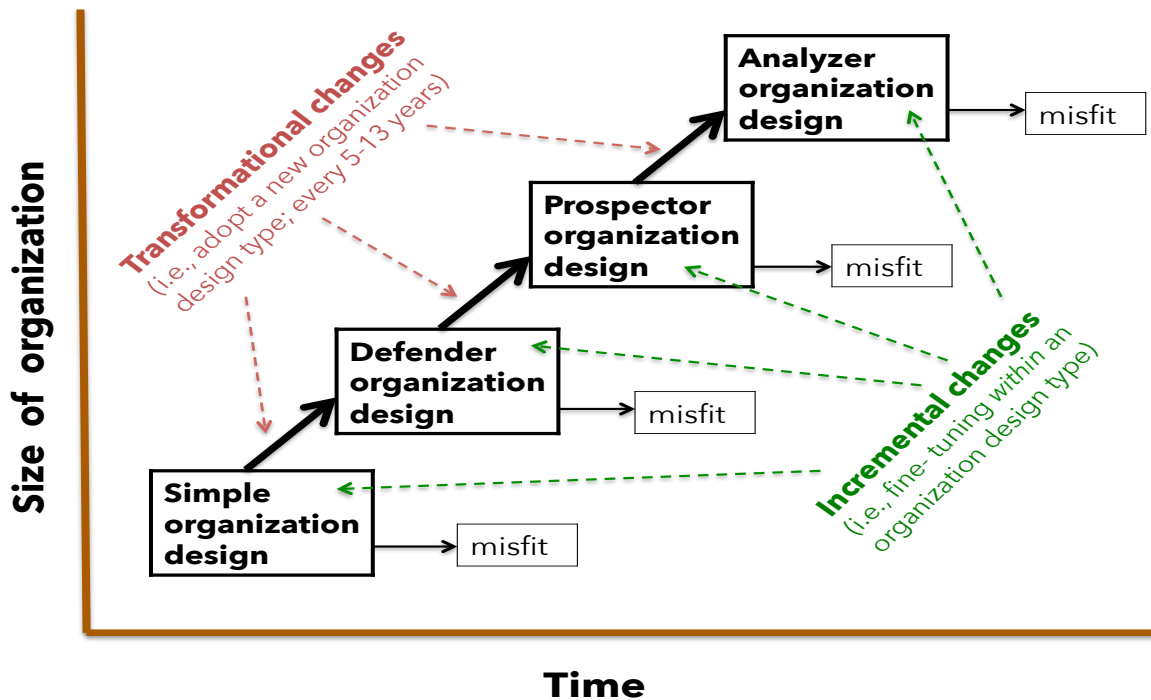 Size of organization
Transformational changes
(i.e., adopt a new organization
design type; every 5-13 years)
Analyzer
organization
design
misfit
Prospector
organization
design
misfit
Defender
organization
design
misfit
Simple
organization
design
misfit
Incremental changes
(i.e., fine- tuning within an
organization design type)
Time